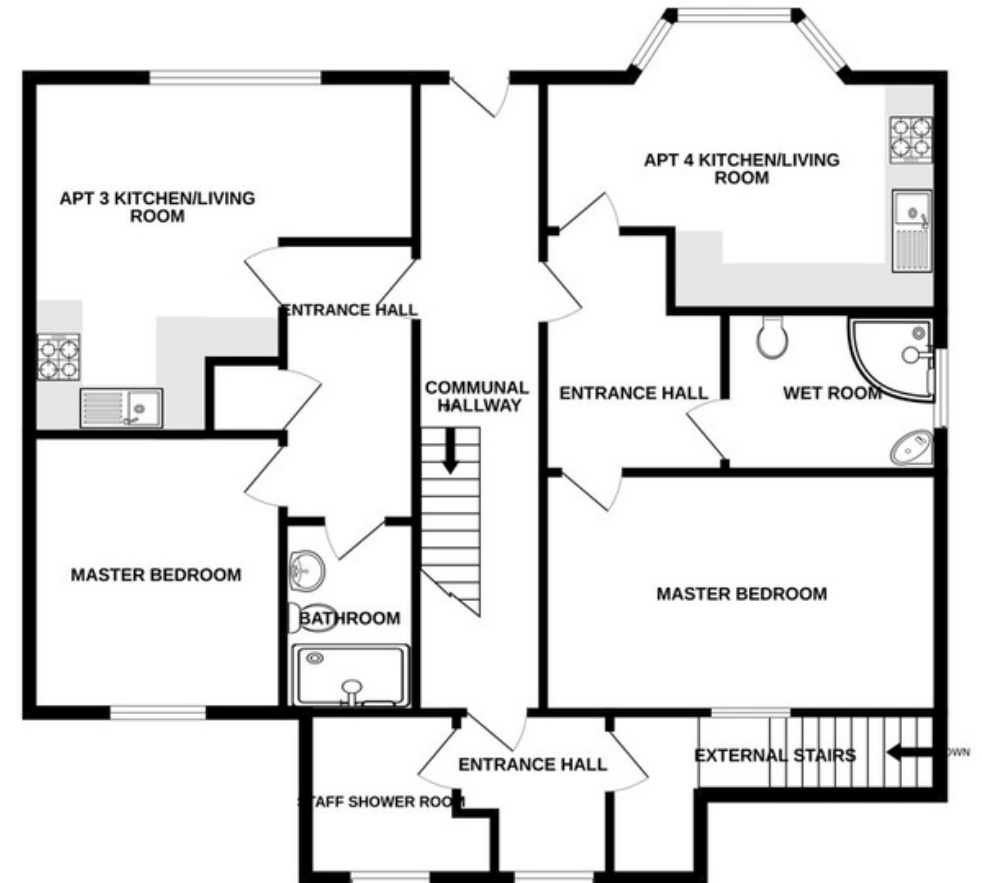 APT 4 KITCHEN/LIVING
ROOM
APT 3 KITCHEN/LIVING
ROOM
ENTRANCE HALL
COMMUNAL
HALLWAY
ENTRANCE HALL
WET ROOM
MASTER BEDROOM
MASTER BEDROOM
BATHROOM
EXTERNAL STAIRS
ENTRANCE HALL
STAFF SHOWER ROOM